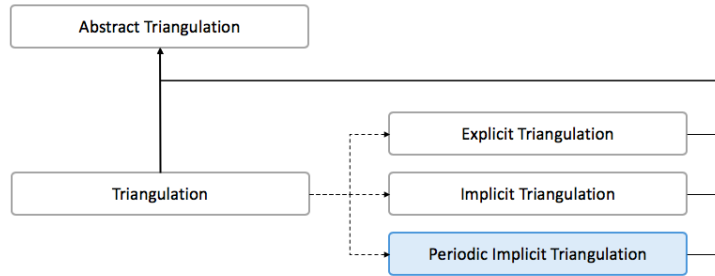 Abstract Triangulation
Explicit Triangulation
Triangulation
Implicit Triangulation
Periodic Implicit Triangulation